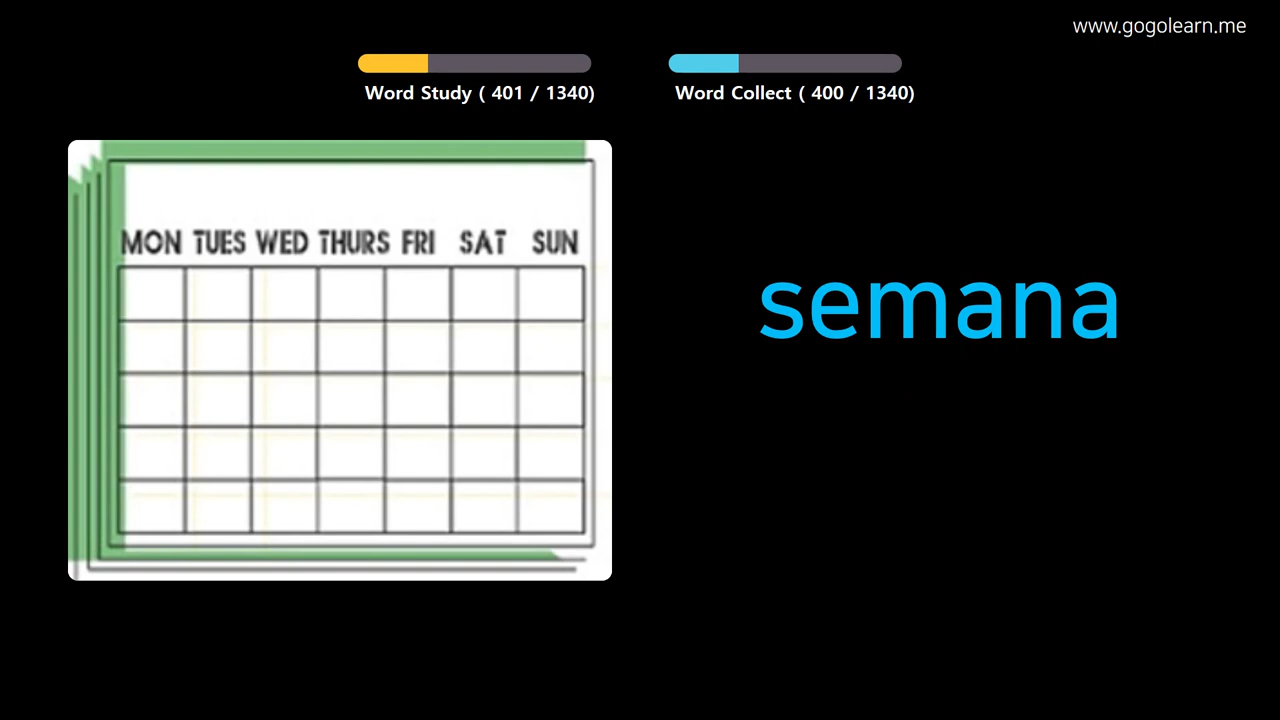 www.gogolearn.me
Word Study ( 401 / 1340)
Word Collect ( 400 / 1340)
MON TUES WED THURS FRI SAT SUN
semana